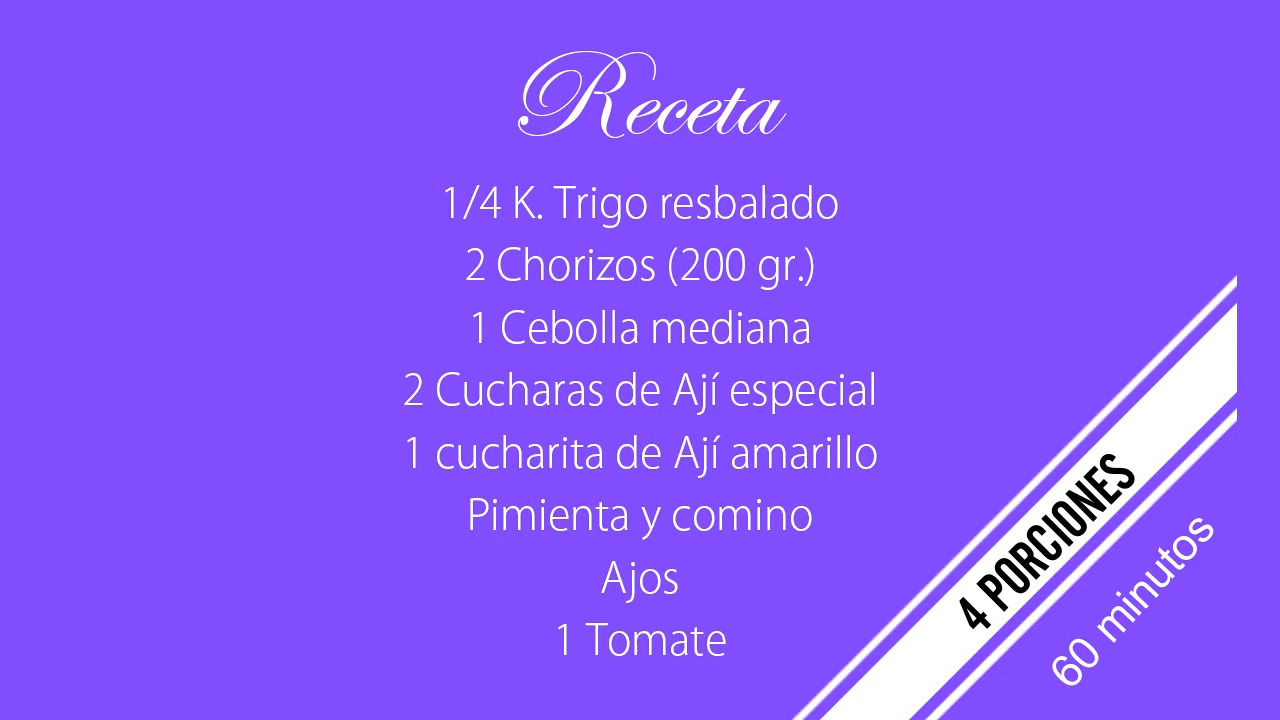 Receta
1/4 K. Trigo resbalado
2 Chorizos (200 gr.)
1 Cebolla mediana
2 Cucharas de Ají especial
1 cucharita de Ají amarillo
Pimienta y comino
Ajos
1 Tomate
4 PORCIONES
60 minutos